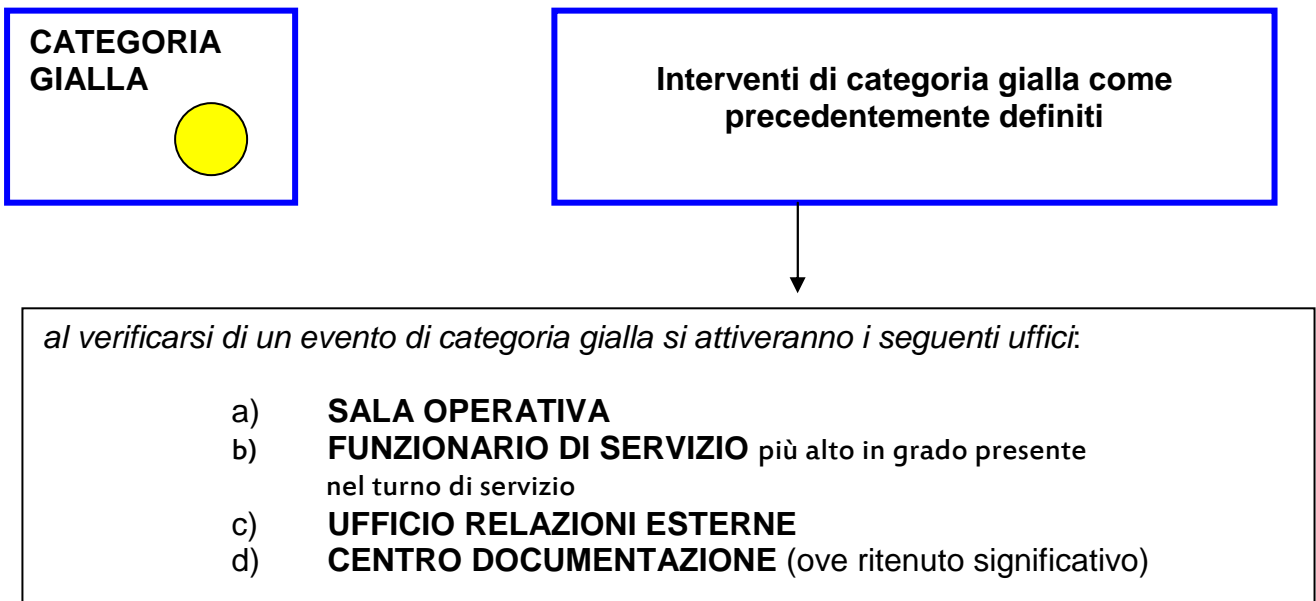 CATEGORIA
GIALLA
Interventi di categoria gialla come
precedentemente definiti
al verificarsi di un evento di categoria gialla si attiveranno i seguenti uffici:
a) SALA OPERATIVA
b) FUNZIONARIO DI SERVIZIO più alto in grado presente
nel turno di servizio
c) UFFICIO RELAZIONI ESTERNE
d) CENTRO DOCUMENTAZIONE (ove ritenuto significativo)